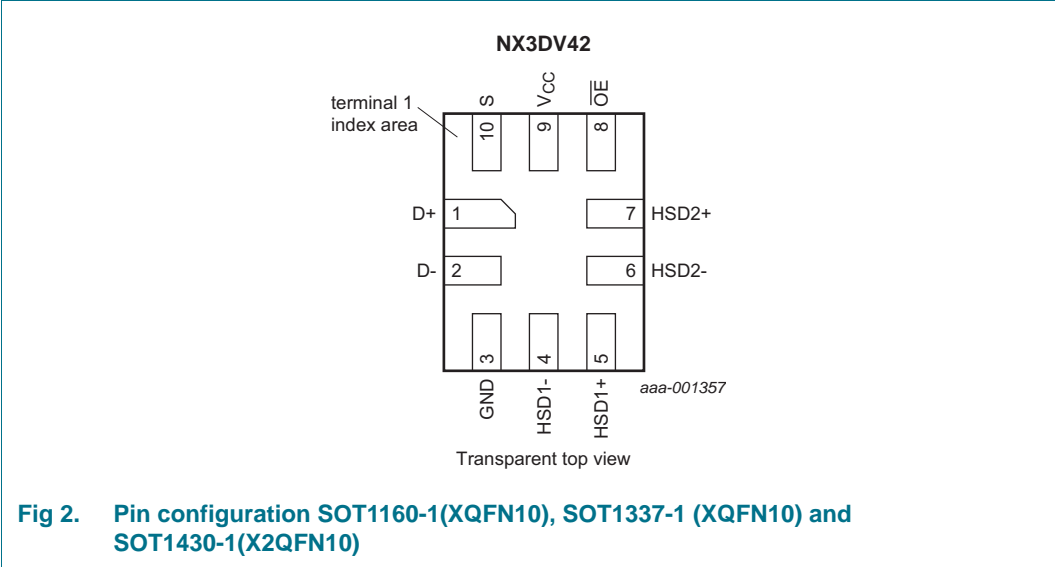 NX3DV42
terminal 1
index area
S
VCC
OE
10
9
8
D+
1
7
HSD2+
D-
2
6
HSD2-
3
4
5
GND
HSD1-
HSD1+
aaa-001357
Transparent top view
Fig 2. Pin configuration SOT1160-1(XQFN10), SOT1337-1 (XQFN10) and
SOT1430-1(X2QFN10)